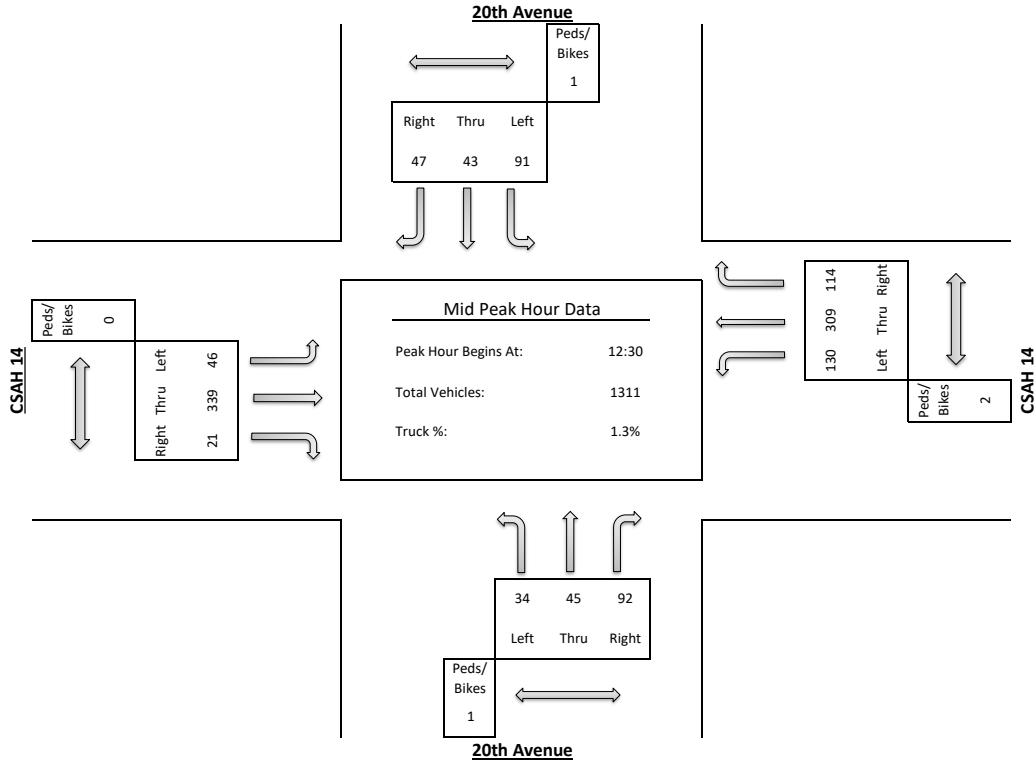 20th Avenue
Peds/
Bikes
1
Right Thru Left
47 43 91
Peds/
Bikes
0
CSAH 14
Left 46
Thru 339
Right 21
Mid Peak Hour Data
Peak Hour Begins At: 12:30
Total Vehicles: 1311
Truck %: 1.3%
114 Right
309 Thru
130 Left
Peds/
Bikes
2
CSAH 14
34 45 92
Left Thru Right
Peds/
Bikes
1
20th Avenue